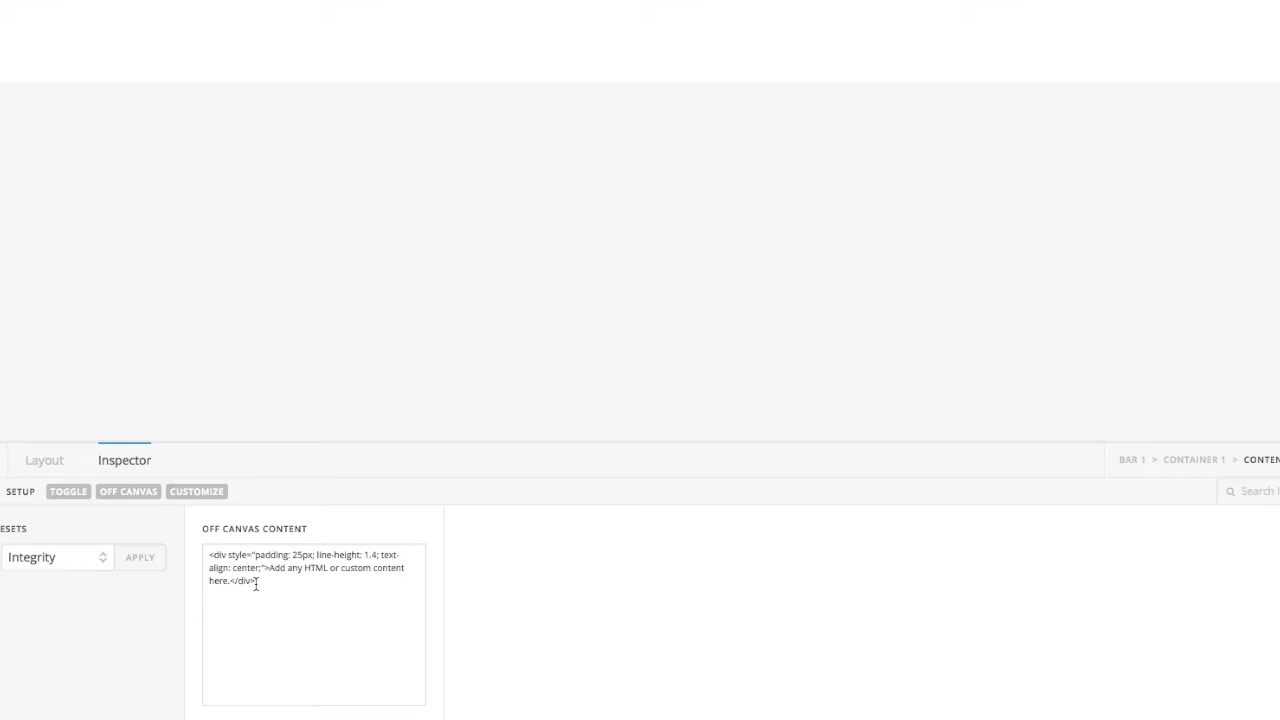 Layout
Inspector
BAR 1 > CONTAINER 1 > CONTEN
SETUP
TOGGLE
OFF CANVAS
CUSTOMIZE
Search
ESETS
Integrity
APPLY
OFF CANVAS CONTENT
<div style="padding: 25px; line-height: 1.4; text-
align: center;">Add any HTML or custom content
here.</div>